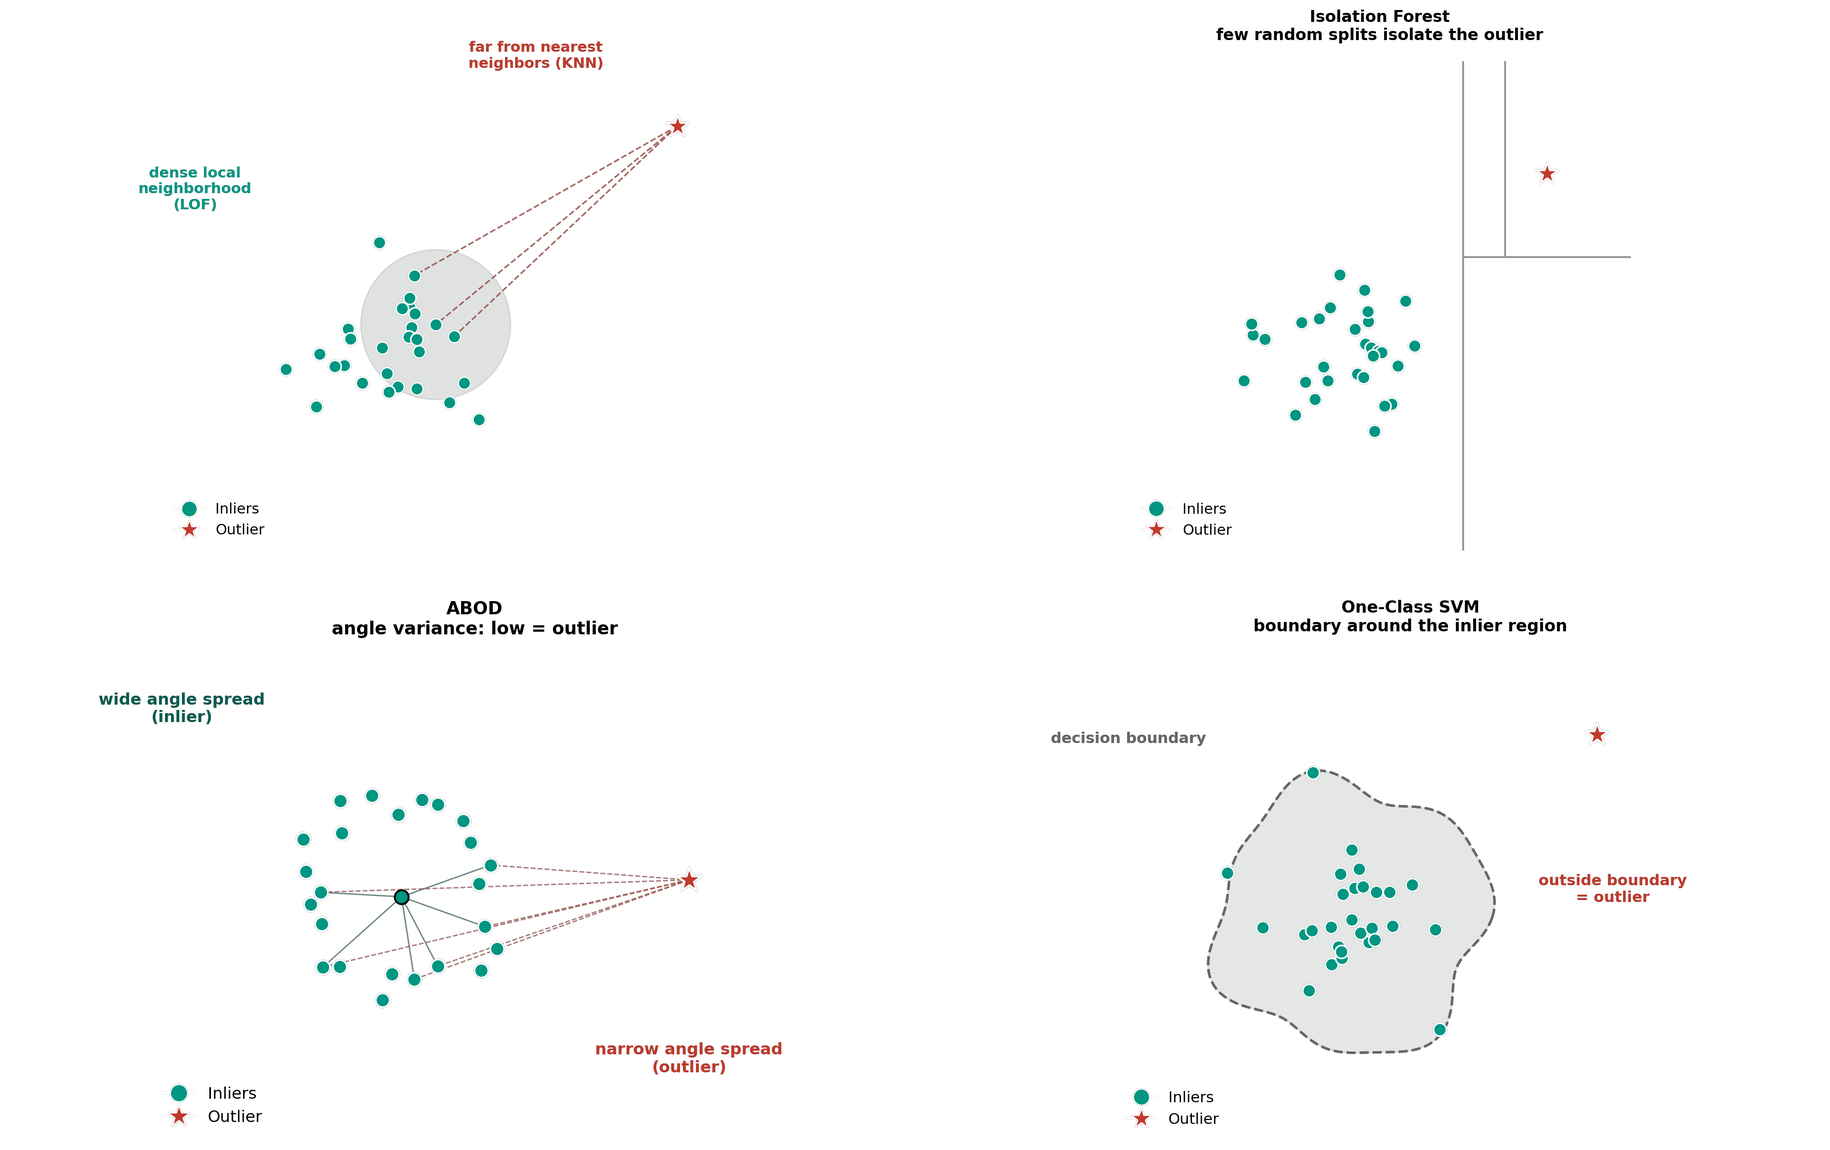 far from nearest
neighbors (KNN)
dense local
neighborhood
(LOF)
Inliers
Outlier
Isolation Forest
few random splits isolate the outlier
Inliers
Outlier
ABOD
angle variance: low = outlier
wide angle spread
(inlier)
narrow angle spread
(outlier)
Inliers
Outlier
One-Class SVM
boundary around the inlier region
decision boundary
outside boundary
= outlier
Inliers
Outlier